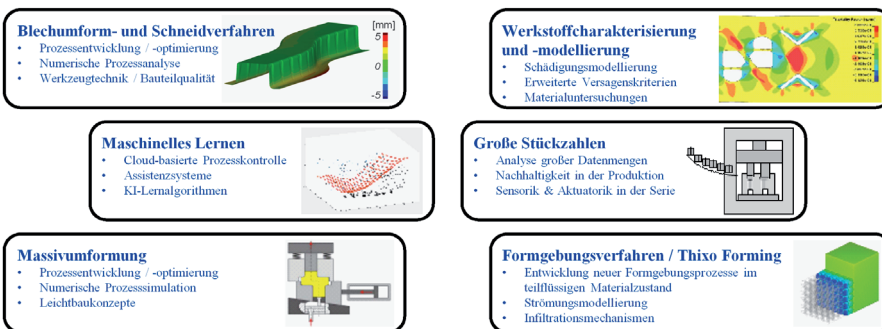 Blechumform- und Schneidverfahren
• Prozessentwicklung / -optimierung
• Numerische Prozessanalyse
• Werkzeugtechnik / Bauteilqualität
[mm]
5
0
-5
Werkstoffcharakterisierung
und -modellierung
• Schädigungsmodellierung
• Erweiterte Versagenskriterien
• Materialuntersuchungen
Maschinelles Lernen
• Cloud-basierte Prozesskontrolle
• Assistenzsysteme
• KI-Lernalgorithmen
Große Stückzahlen
• Analyse großer Datenmengen
• Nachhaltigkeit in der Produktion
• Sensorik & Aktuatorik in der Serie
Massivumformung
• Prozessentwicklung / -optimierung
• Numerische Prozesssimulation
• Leichtbaukonzepte
Formgebungsverfahren / Thixo Forming
• Entwicklung neuer Formgebungsprozesse im
teilflüssigen Materialzustand
• Strömungsmodellierung
• Infiltrationsmechanismen